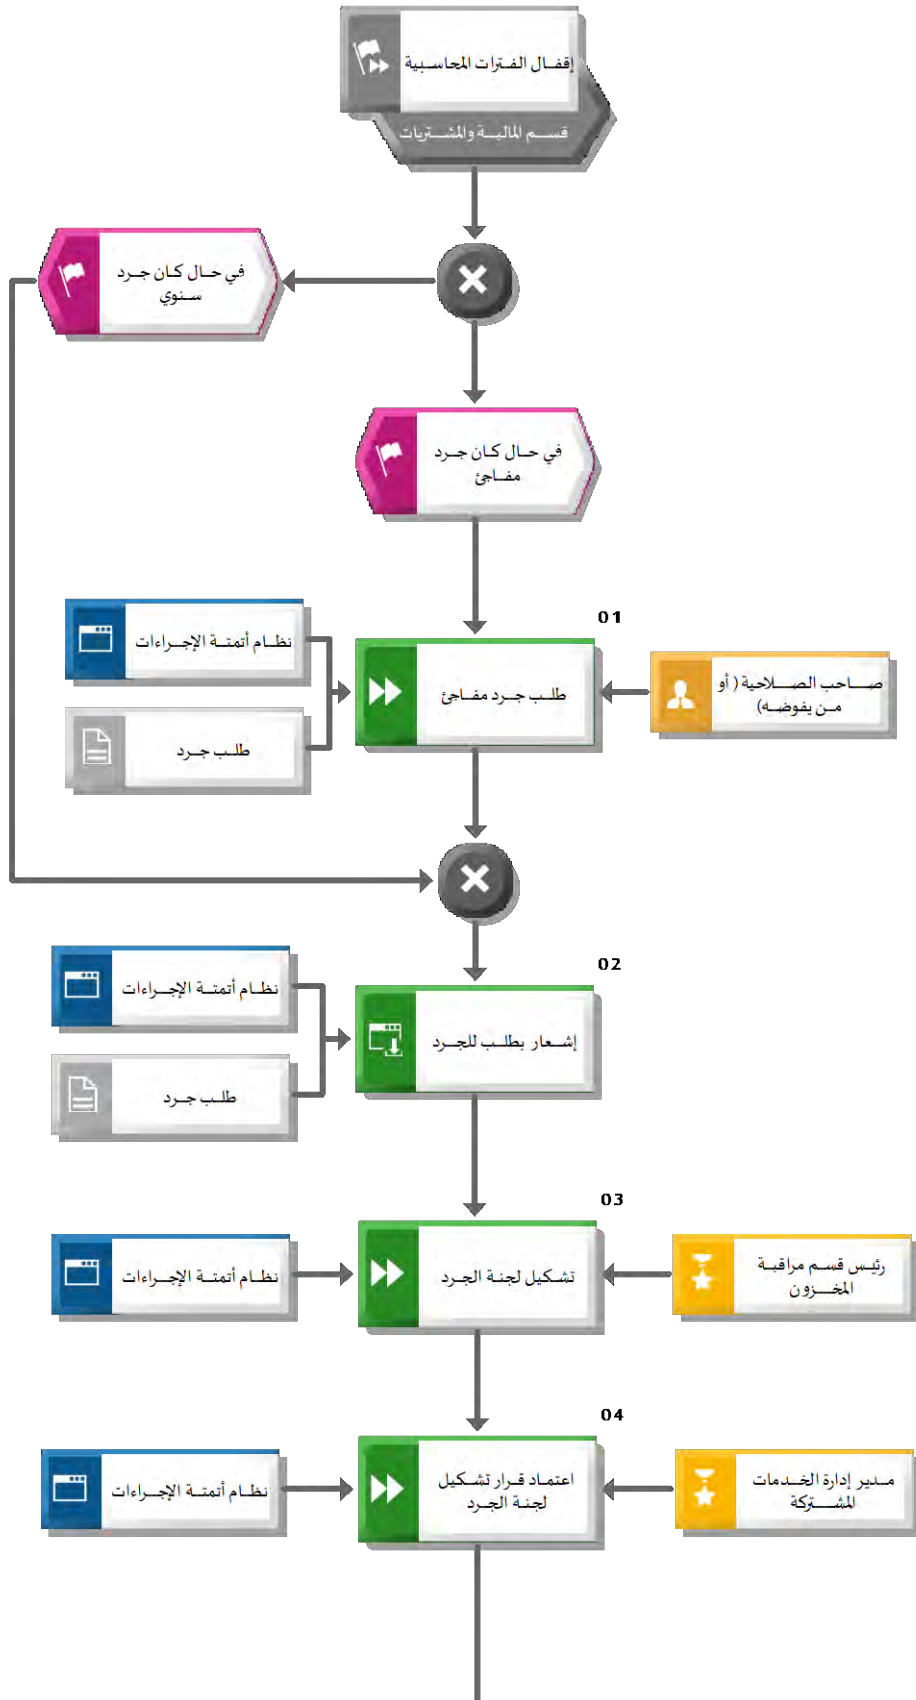 إقفال الفترات المحاسبية
قسم المالية والمشتريات
في حال كان جرد
سنوي
في حال كان جرد
مفاجئ
01
نظام أتمتة الإجراءات
طلب جرد مفاجئ
صاحب الصلاحية ( أو
من يفوضه)
طلب جرد
02
نظام أتمتة الإجراءات
إشعار بطلب للجرد
طلب جرد
03
نظام أتمتة الإجراءات
تشكيل لجنة الجرد
رئيس قسم مراقبة
المخزون
04
نظام أتمتة الإجراءات
اعتماد قرار تشكيل
لجنة الجرد
مدير إدارة الخدمات
المشتركة